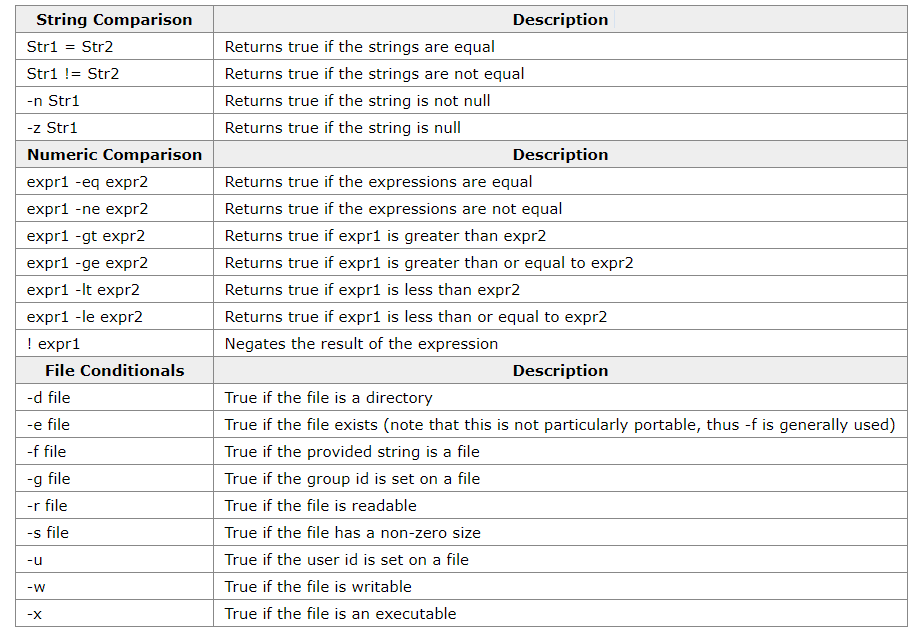 String Comparison Description
Str1 = Str2 Returns true if the strings are equal
Str1 != Str2 Returns true if the strings are not equal
-n Str1 Returns true if the string is not null
-z Str1 Returns true if the string is null
Numeric Comparison Description
expr1 -eq expr2 Returns true if the expressions are equal
expr1 -ne expr2 Returns true if the expressions are not equal
expr1 -gt expr2 Returns true if expr1 is greater than expr2
expr1 -ge expr2 Returns true if expr1 is greater than or equal to expr2
expr1 -lt expr2 Returns true if expr1 is less than expr2
expr1 -le expr2 Returns true if expr1 is less than or equal to expr2
! expr1 Negates the result of the expression
File Conditionals Description
-d file True if the file is a directory
-e file True if the file exists (note that this is not particularly portable, thus -f is generally used)
-f file True if the provided string is a file
-g file True if the group id is set on a file
-r file True if the file is readable
-s file True if the file has a non-zero size
-u True if the user id is set on a file
-w True if the file is writable
-x True if the file is an executable